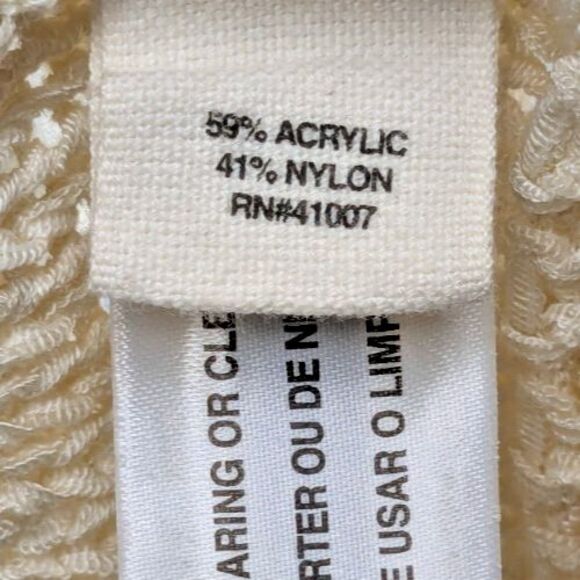 59% ACRYLIC
41% NYLON
RN#41007
ARING OR CLE
RTER OU DE N
E USAR O LIMP